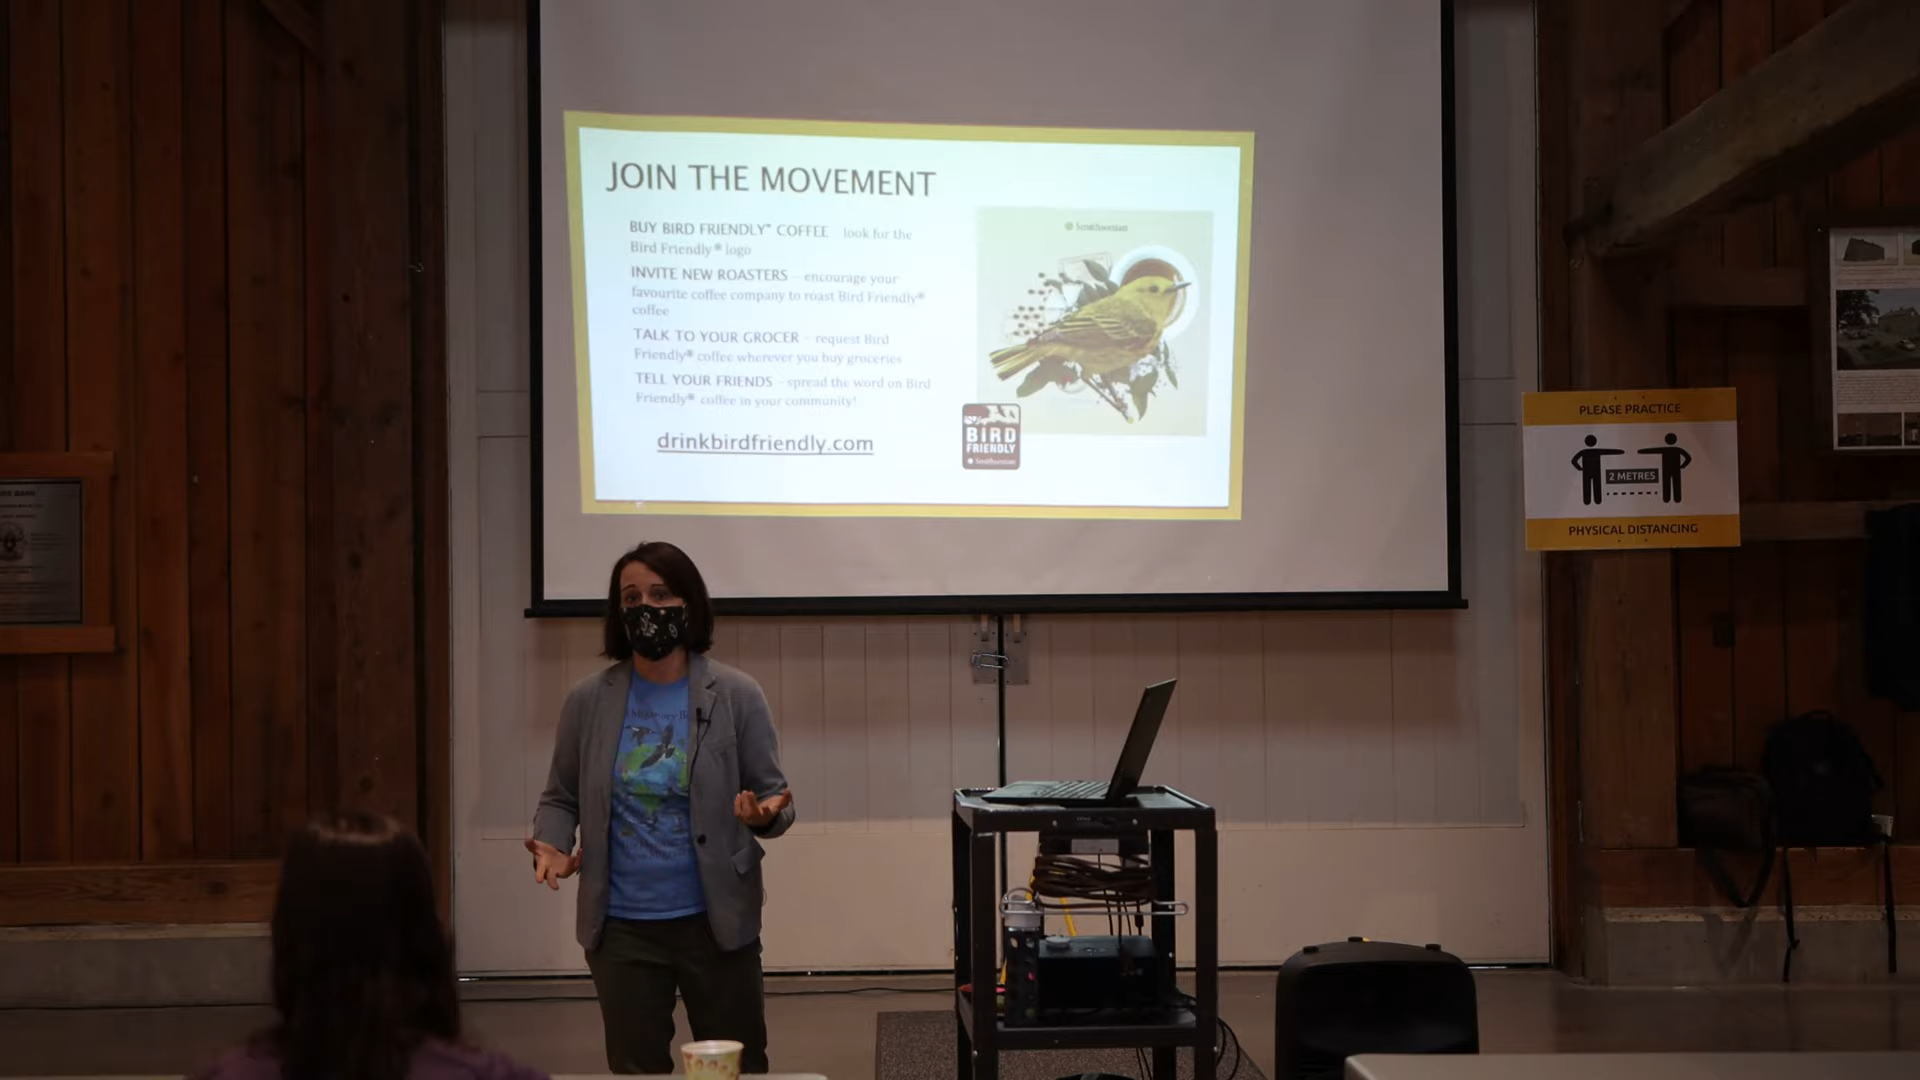 JOIN THE MOVEMENT
BUY BIRD FRIENDLY® COFFEE look for the
Bird Friendly® logo
INVITE NEW ROASTERS – encourage your
favourite coffee company to roast Bird Friendly®
coffee
TALK TO YOUR GROCER – request Bird
Friendly® coffee wherever you buy groceries
TELL YOUR FRIENDS – spread the word on Bird
Friendly® coffee in your community!
drinkbirdfriendly.com
Smithsonian
BIRD
FRIENDLY
Smithsonian
PLEASE PRACTICE
2 METRES
PHYSICAL DISTANCING